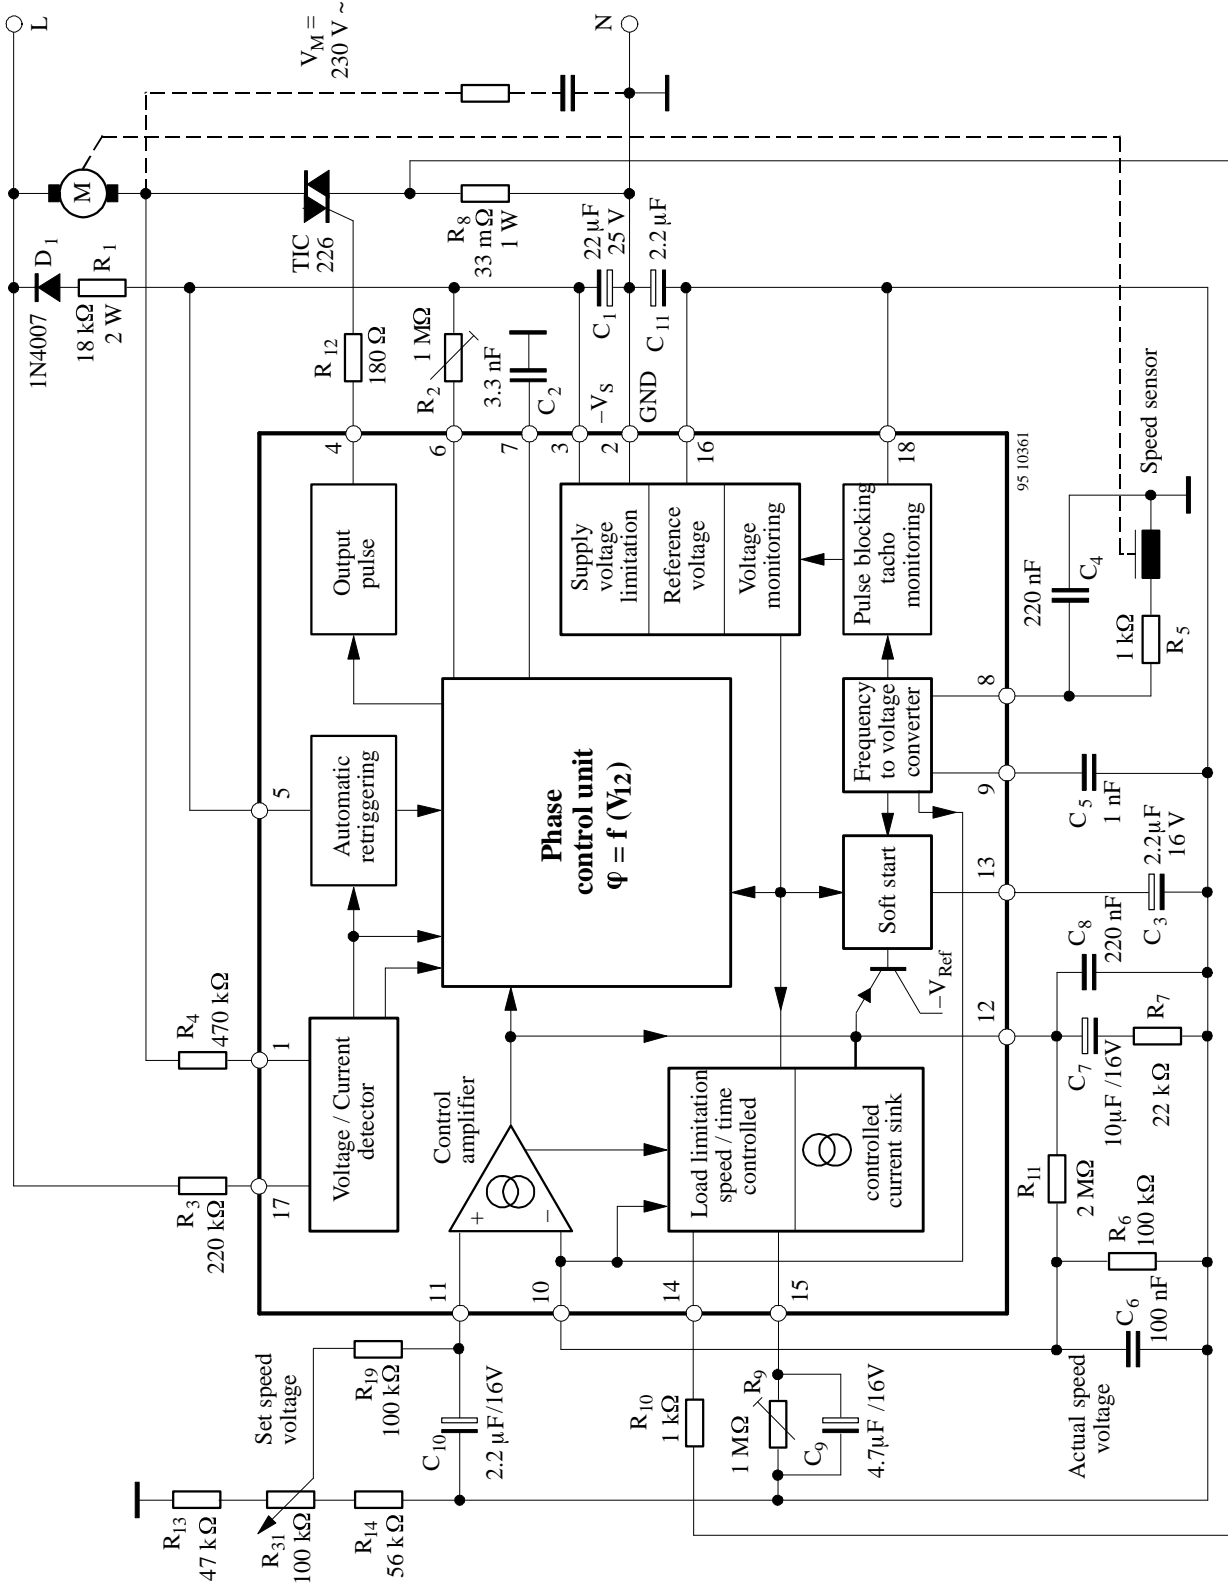 L
V_M =
230 V ~
N
M
D_1
1N4007
R_1
18 kΩ
2 W
TIC
226
R_8
33 mΩ
1 W
22 µF
25 V
C_1
2.2 µF
C_11
R_12
180 Ω
1 MΩ
R_2
3.3 nF
C_2
–V_S
GND
4
6
7
3
2
16
18
95 10361
Speed sensor
Output
pulse
Supply
voltage
limitation
Reference
voltage
Voltage
monitoring
Pulse blocking
tacho
monitoring
220 nF
C_4
1 kΩ
R_5
5
Automatic
retriggering
Phase
control unit
φ = f (V_12)
Frequency
to voltage
converter
8
9
C_5
1 nF
Soft start
13
2.2µF
16 V
C_3
C_8
220 nF
–V_Ref
12
R_4
470 kΩ
1
R_3
220 kΩ
17
Voltage / Current
detector
Control
amplifier
+
–
Load limitation
speed / time
controlled
controlled
current sink
C_7
10µF /16V
R_7
22 kΩ
R_11
2 MΩ
R_6
100 kΩ
C_6
100 nF
11
10
14
15
Set speed
voltage
R_19
100 kΩ
C_10
2.2 µF/16V
R_10
1 kΩ
R_9
1 MΩ
C_9
4.7µF /16V
Actual speed
voltage
R_13
47 kΩ
R_31
100 kΩ
R_14
56 kΩ